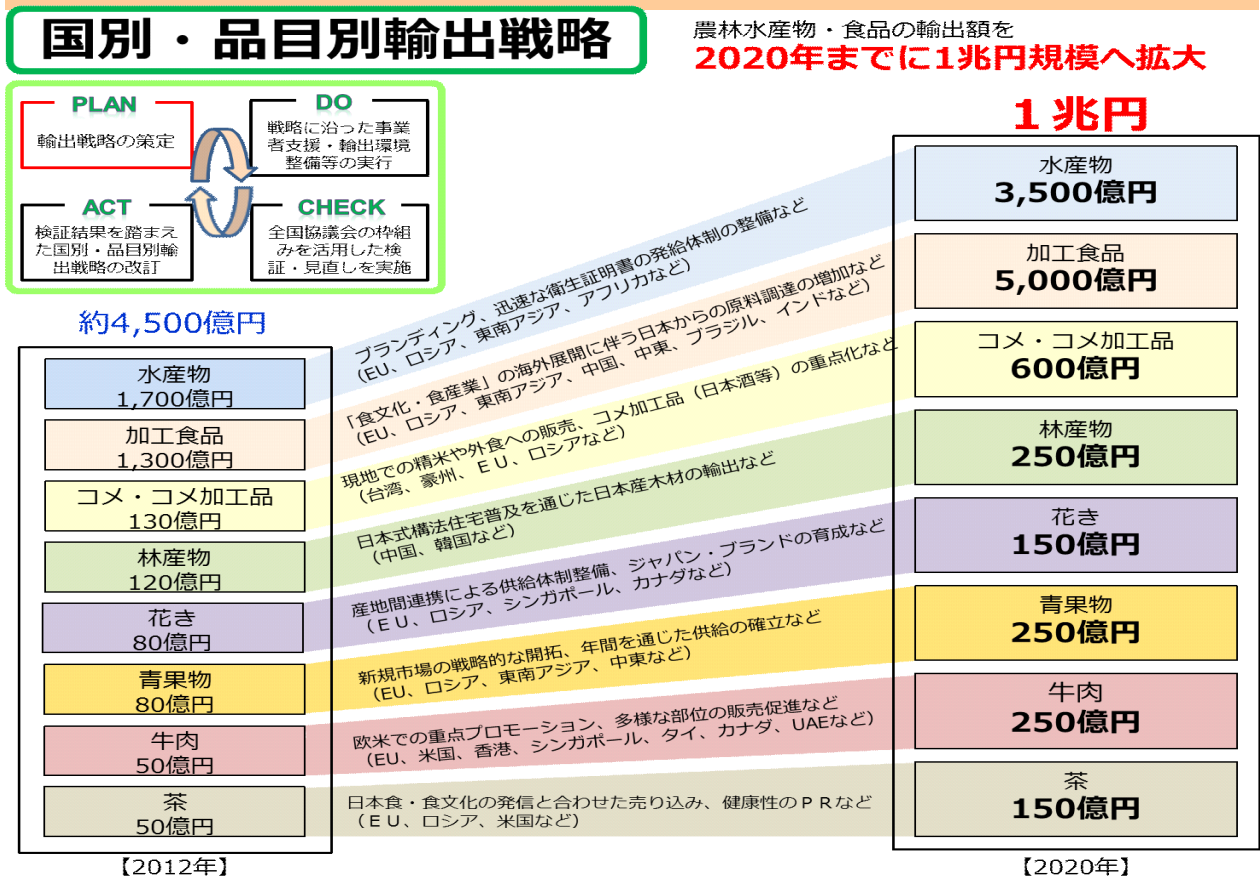 国別・品目別輸出戦略
農林水産物・食品の輸出額を
2020年までに1兆円規模へ拡大
PLAN
輸出戦略の策定
DO
戦略に沿った事業
者支援・輸出環境
整備等の実行
ACT
検証結果を踏まえ
た国別・品目別輸
出戦略の改訂
CHECK
全国協議会の枠組
みを活用した検
証・見直しを実施
約4,500億円
水産物
1,700億円
加工食品
1,300億円
コメ・コメ加工品
130億円
林産物
120億円
花き
80億円
青果物
80億円
牛肉
50億円
茶
50億円
【2012年】
ブランディング、迅速な衛生証明書の発給体制の整備など
（EU、ロシア、東南アジア、アフリカなど）
「食文化・食産業」の海外展開に伴う日本からの原料調達の増加など
（EU、ロシア、東南アジア、中国、中東、ブラジル、インドなど）
現地での精米や外食への販売、コメ加工品（日本酒等）の重点化など
（台湾、豪州、ＥＵ、ロシアなど）
日本式構法住宅普及を通じた日本産木材の輸出など
（中国、韓国など）
産地間連携による供給体制整備、ジャパン・ブランドの育成など
（ＥＵ、ロシア、シンガポール、カナダなど）
新規市場の戦略的な開拓、年間を通じた供給の確立など
（EU、ロシア、東南アジア、中東など）
欧米での重点プロモーション、多様な部位の販売促進など
（EU、米国、香港、シンガポール、タイ、カナダ、UAEなど）
日本食・食文化の発信と合わせた売り込み、健康性のＰＲなど
（ＥＵ、ロシア、米国など）
１兆円
水産物
3,500億円
加工食品
5,000億円
コメ・コメ加工品
600億円
林産物
250億円
花き
150億円
青果物
250億円
牛肉
250億円
茶
150億円
【2020年】